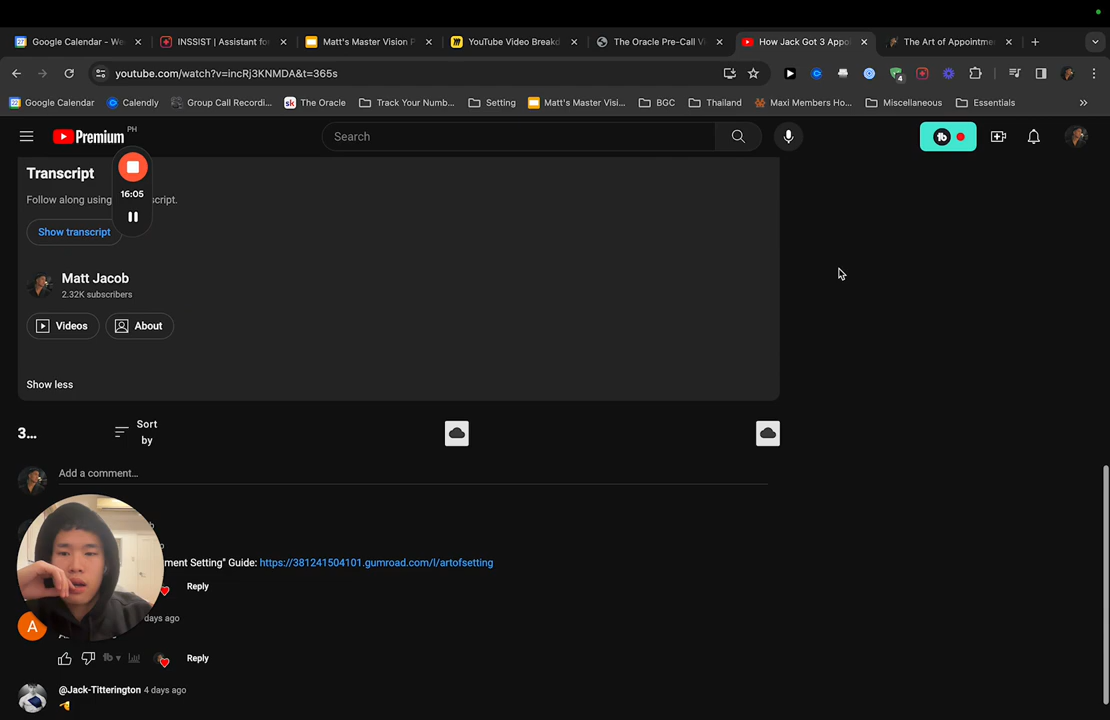 Google Calendar - We
INSSIST | Assistant fo
Matt's Master Vision P
YouTube Video Breakd
The Oracle Pre-Call V
How Jack Got 3 Appo
The Art of Appointme
youtube.com/watch?v=incRj3KNMDA&t=365s
Google Calendar
Calendly
Group Call Recordi...
The Oracle
Track Your Numb...
Setting
Matt's Master Visi...
BGC
Thailand
Maxi Members Ho...
Miscellaneous
Essentials
Premium PH
Search
Transcript
16:05
Follow along using script.
Show transcript
Matt Jacob
2.32K subscribers
Videos
About
Show less
3...
Sort by
Add a comment...
ment Setting" Guide: https://381241504101.gumroad.com/l/artofsetting
Reply
A
days ago
Reply
@Jack-Titterington 4 days ago